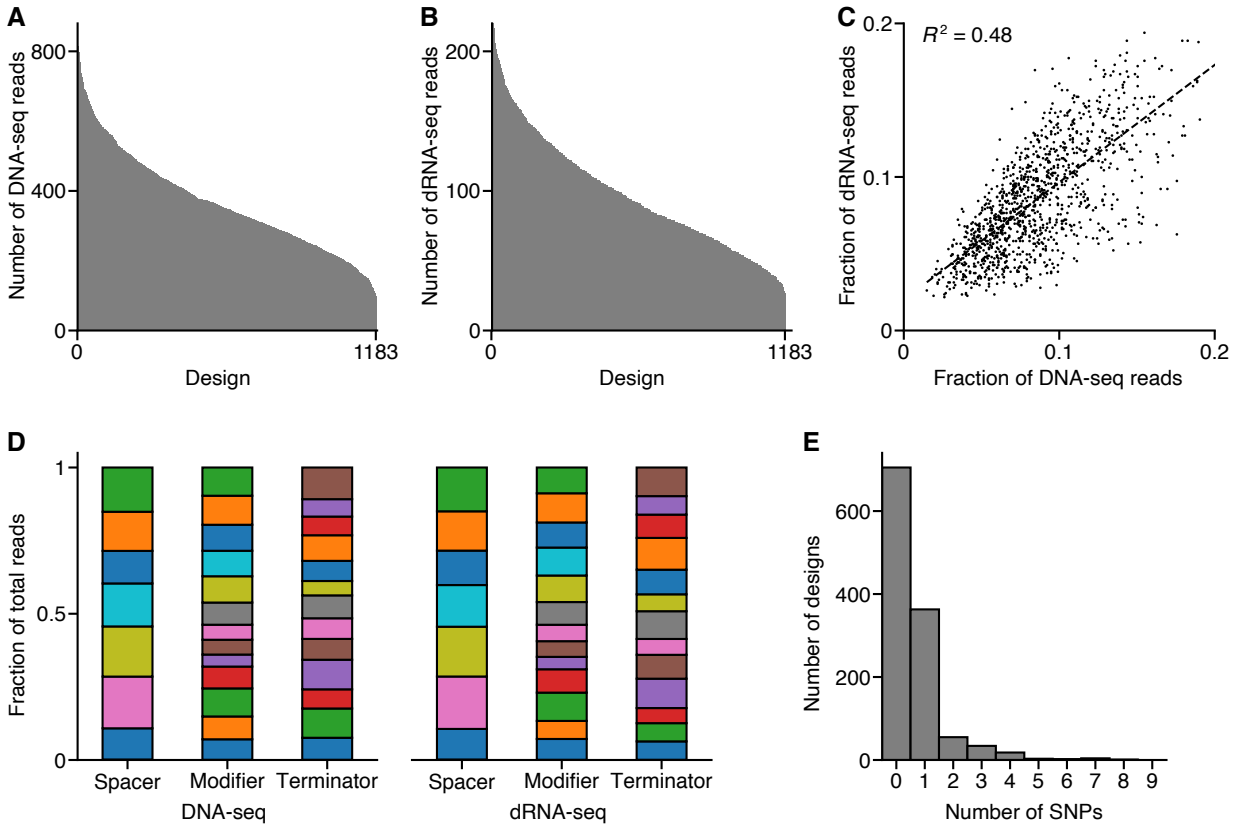 A
Number of DNA-seq reads
800
400
0
0
1183
Design
B
Number of dRNA-seq reads
200
100
0
0
1183
Design
C
Fraction of dRNA-seq reads
R² = 0.48
0.2
0.1
0
0
0.1
0.2
Fraction of DNA-seq reads
D
Fraction of total reads
1
0.5
0
Spacer Modifier Terminator
DNA-seq
Spacer Modifier Terminator
dRNA-seq
E
Number of designs
600
400
200
0
0 1 2 3 4 5 6 7 8 9
Number of SNPs